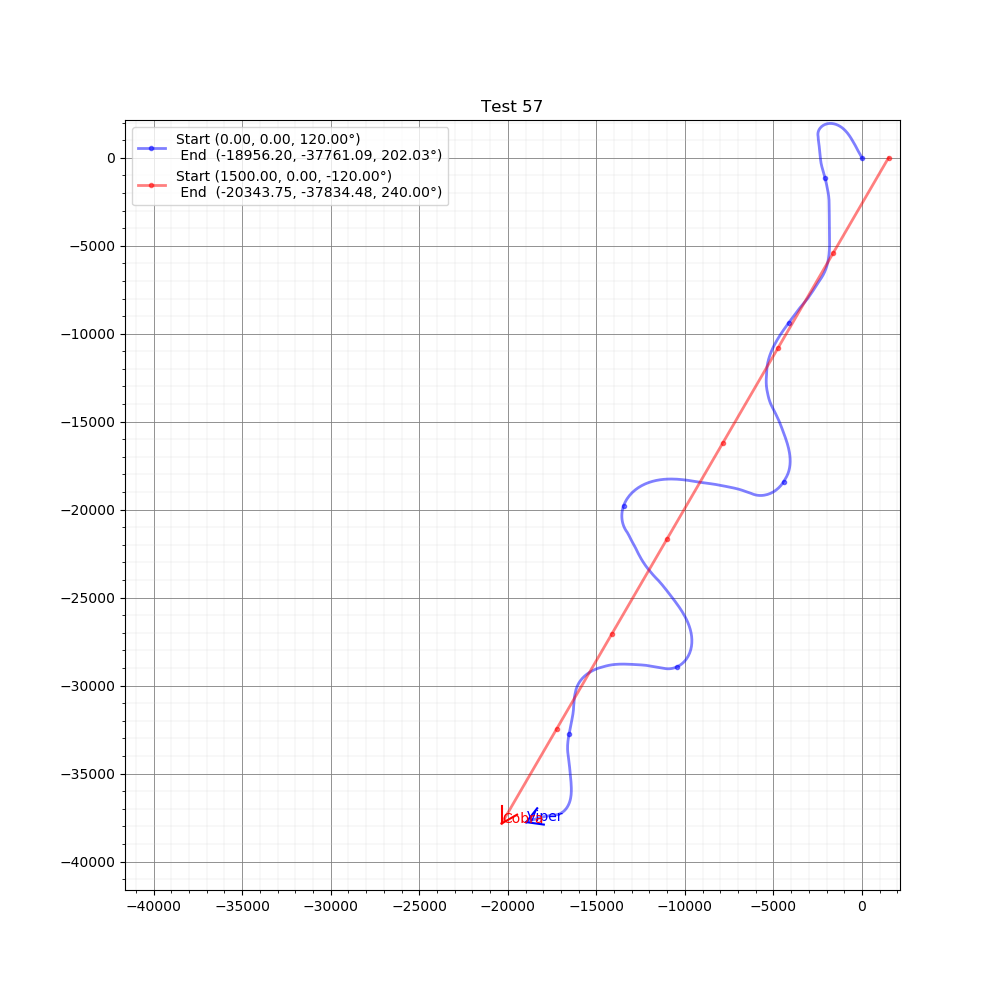 Test 57
Start (0.00, 0.00, 120.00°)
End (-18956.20, -37761.09, 202.03°)
Start (1500.00, 0.00, -120.00°)
End (-20343.75, -37834.48, 240.00°)
0
−5000
−10000
−15000
−20000
−25000
−30000
−35000
−40000
Cobra
Viper
−40000 −35000 −30000 −25000 −20000 −15000 −10000 −5000 0